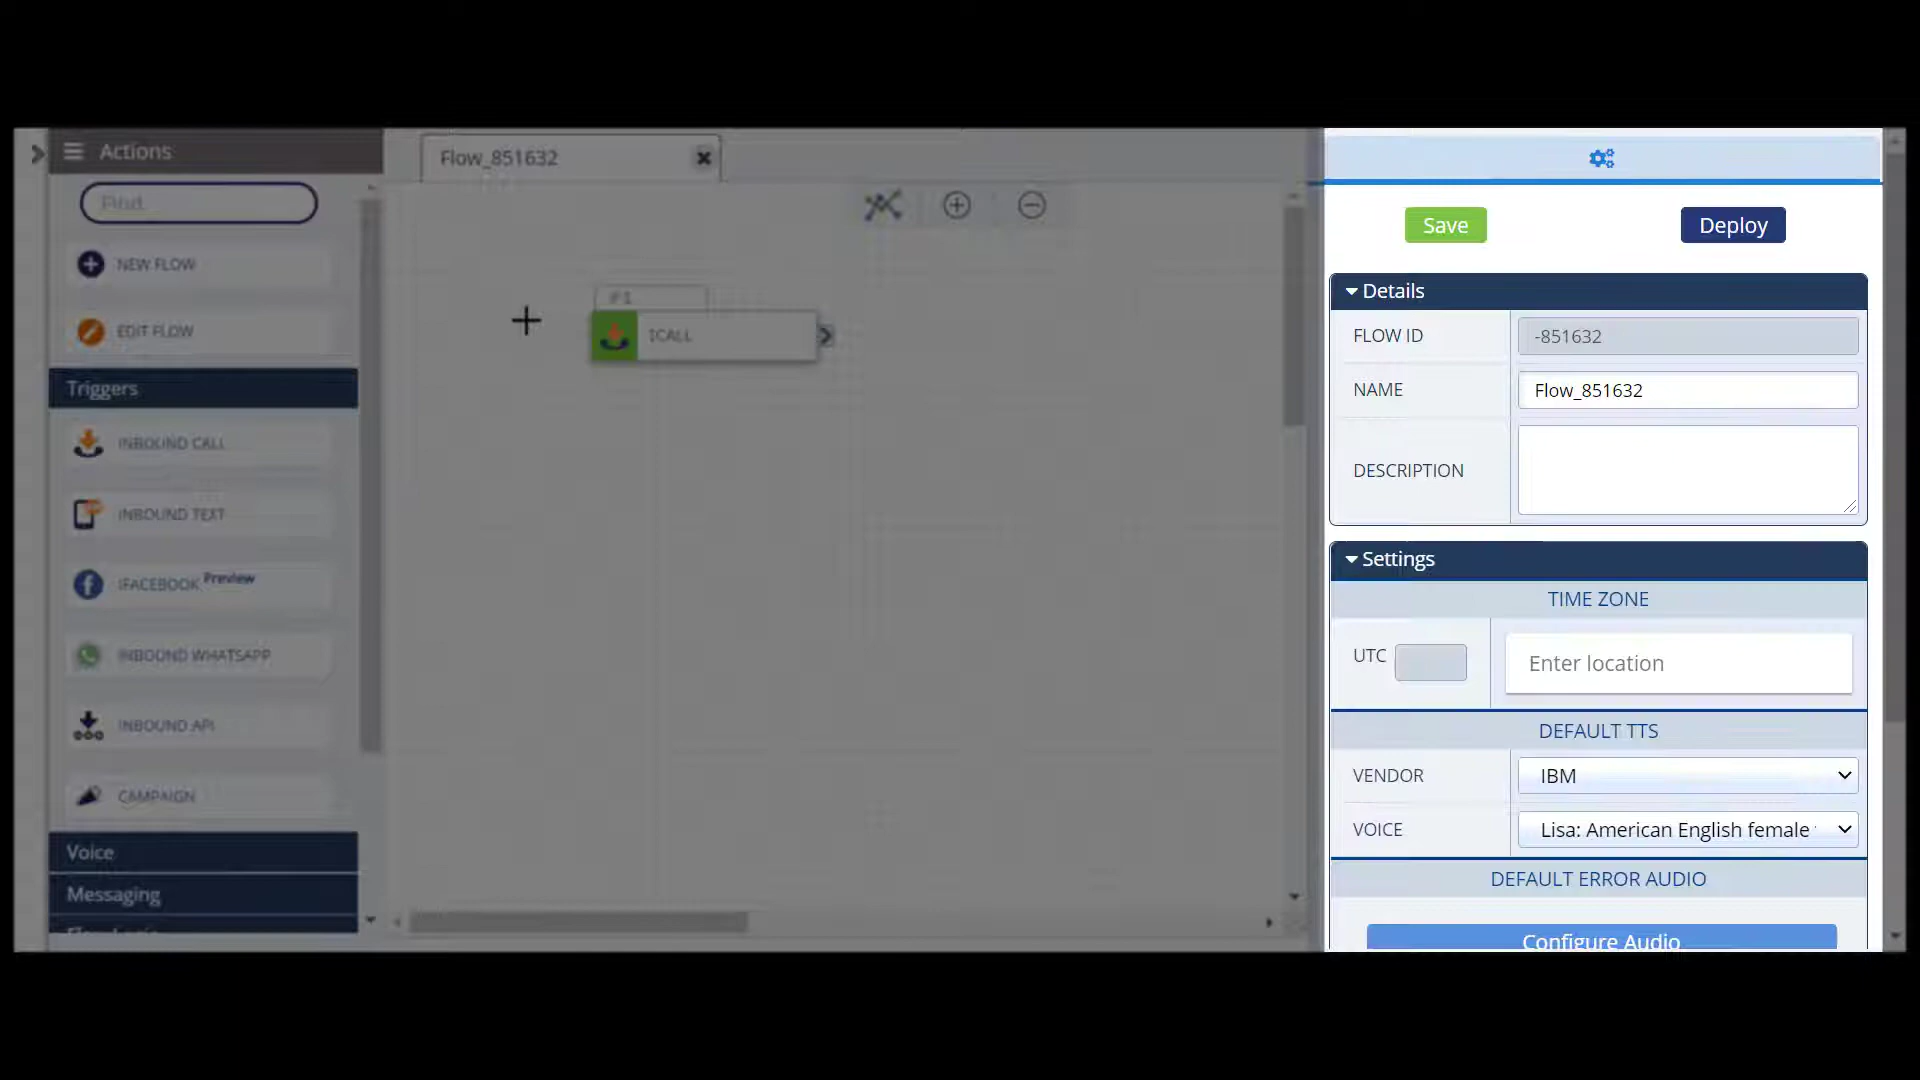 Actions
Find
NEW FLOW
EDIT FLOW
Triggers
INBOUND CALL
INBOUND TEXT
IFACEBOOK Preview
INBOUND WHATSAPP
INBOUND API
CAMPAIGN
Voice
Messaging
Flow_851632
#1
ICALL
Save
Deploy
Details
FLOW ID
-851632
NAME
Flow_851632
DESCRIPTION
Settings
TIME ZONE
UTC
Enter location
DEFAULT TTS
VENDOR
IBM
VOICE
Lisa: American English female
DEFAULT ERROR AUDIO
Configure Audio